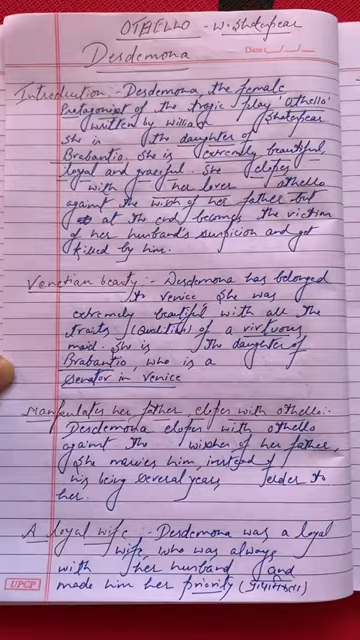 OTHELLO - W. Shakespear
Desdemona
Date: / /
Introduction :- Desdemona, the female
Protagonist of the tragic play 'Othello'
written by William Shakespear
she is the daughter of
Brabantio, she is extremely beautiful,
loyal and graceful. She elopes
with her lover othello
against the wish of her father but
at the end becomes the victim
of her husband's suspicion and get
killed by him.
Venetian beauty :- Desdemona has belonged
to Venice, She was
extremely beautiful with all the
traits (qualities) of a virtuous
maid. She is the daughter of
Brabantio, who is a
Senator in Venice
Manipulates her father, elopes with othello:-
Desdemona elopes with othello
against the wishes of her father,
She marries him, instead of
his being several years elder to
her.
A loyal wife :- Desdemona was a loyal
wife, who was always
with her husband and
made him her priority
UPCP